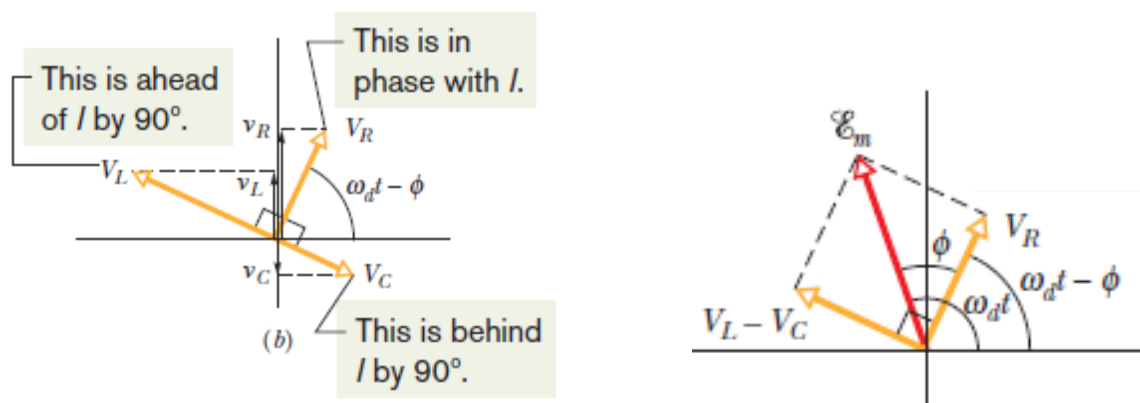 This is ahead
of I by 90°.
This is in
phase with I.
v_R
V_R
V_L
v_L
ω_dt – ϕ
v_C
V_C
(b)
This is behind
I by 90°.
ℰ_m
V_R
ϕ
ω_dt – ϕ
ω_dt
V_L – V_C